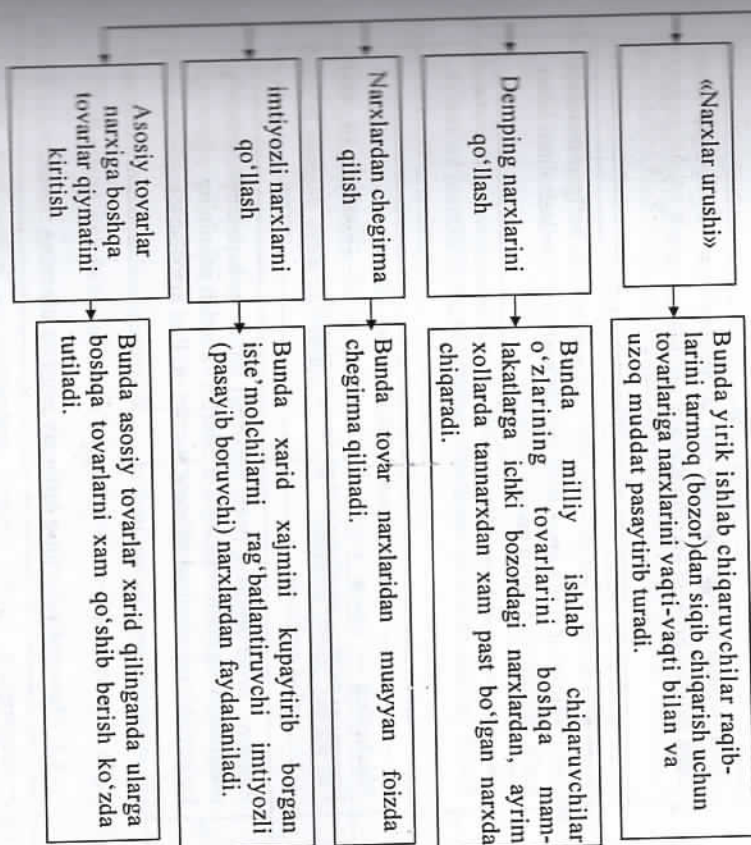 «Narxlar urushi»
Bunda yirik ishlab chiqaruvchilar raqib-
larini tarmoq (bozor)dan siqib chiqarish uchun
tovarlariga narxlarini vaqti-vaqti bilan va
uzoq muddat pasaytirib turadi.
Demping narxlarini
qo‘llash
Bunda milliy ishlab chiqaruvchilar
o‘zlarining tovarlarini boshqa mam-
lakatlarga ichki bozordagi narxlardan, ayrim
xollarda tannarxdan xam past bo‘lgan narxda
chiqaradi.
Narxlardan chegirma
qilish
Bunda tovar narxlaridan muayyan foizda
chegirma qilinadi.
imtiyozli narxlarni
qo‘llash
Bunda xarid xajmini kupaytirib borgan
iste’molchilarni rag‘batlantiruvchi imtiyozli
(pasayib boruvchi) narxlardan faydalaniladi.
Asosiy tovarlar
narxiga boshqa
tovarlar qiymatini
kiritish
Bunda asosiy tovarlar xarid qilinganda ularga
boshqa tovarlarni xam qo‘shib berish ko‘zda
tutiladi.